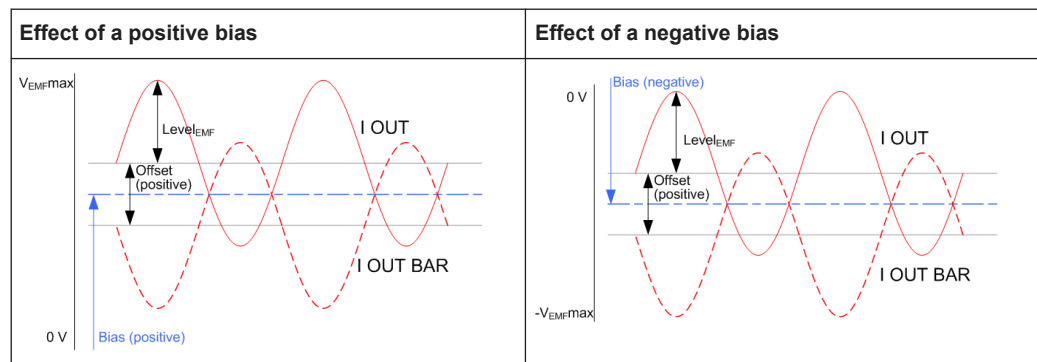 Effect of a positive bias
Effect of a negative bias
VEMFmax
LevelEMF
I OUT
Offset
(positive)
I OUT BAR
0 V
Bias (positive)
Bias (negative)
0 V
LevelEMF
I OUT
Offset
(positive)
I OUT BAR
-VEMFmax